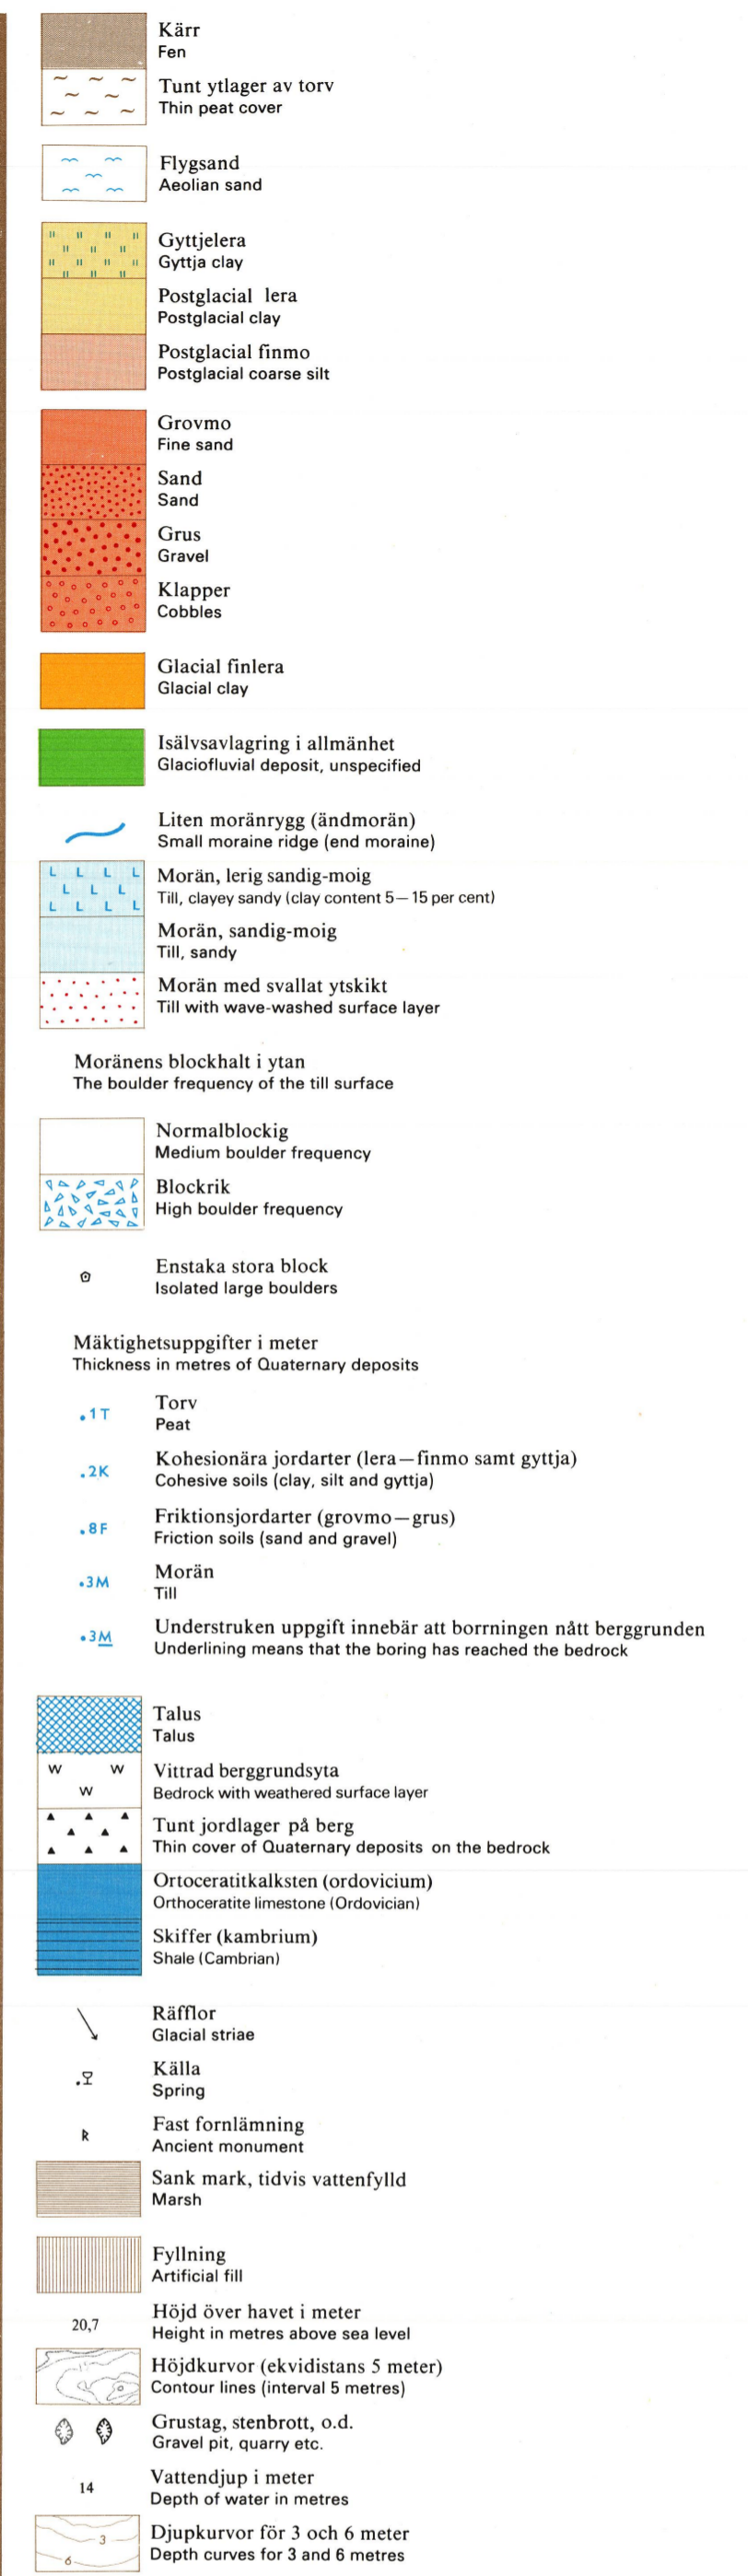 Kärr
Fen
Tunt ytlager av torv
Thin peat cover
Flygsand
Aeolian sand
Gyttjelera
Gyttja clay
Postglacial lera
Postglacial clay
Postglacial finmo
Postglacial coarse silt
Grovmo
Fine sand
Sand
Sand
Grus
Gravel
Klapper
Cobbles
Glacial finlera
Glacial clay
Isälvsavlagring i allmänhet
Glaciofluvial deposit, unspecified
Liten moränrygg (ändmorän)
Small moraine ridge (end moraine)
L L L L
L L L
L L L L
Morän, lerig sandig-moig
Till, clayey sandy (clay content 5—15 per cent)
Morän, sandig-moig
Till, sandy
Morän med svallat ytskikt
Till with wave-washed surface layer
Moränens blockhalt i ytan
The boulder frequency of the till surface
Normalblockig
Medium boulder frequency
Blockrik
High boulder frequency
Enstaka stora block
Isolated large boulders
Mäktighetsuppgifter i meter
Thickness in metres of Quaternary deposits
.1T
Torv
Peat
.2K
Kohesionära jordarter (lera—finmo samt gyttja)
Cohesive soils (clay, silt and gyttja)
.8F
Friktionsjordarter (grovmo—grus)
Friction soils (sand and gravel)
.3M
Morän
Till
.3M
Understruken uppgift innebär att borrningen nått berggrunden
Underlining means that the boring has reached the bedrock
Talus
Talus
W W
W
Vittrad berggrundsyta
Bedrock with weathered surface layer
Tunt jordlager på berg
Thin cover of Quaternary deposits on the bedrock
Ortoceratitkalksten (ordovicium)
Orthoceratite limestone (Ordovician)
Skiffer (kambrium)
Shale (Cambrian)
Räfflor
Glacial striae
Källa
Spring
R
Fast fornlämning
Ancient monument
Sank mark, tidvis vattenfylld
Marsh
Fyllning
Artificial fill
20,7
Höjd över havet i meter
Height in metres above sea level
Höjdkurvor (ekvidistans 5 meter)
Contour lines (interval 5 metres)
Grustag, stenbrott, o.d.
Gravel pit, quarry etc.
14
Vattendjup i meter
Depth of water in metres
3
6
Djupkurvor för 3 och 6 meter
Depth curves for 3 and 6 metres